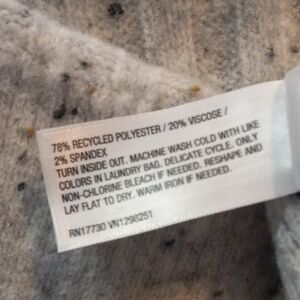 78% RECYCLED POLYESTER / 20% VISCOSE /
2% SPANDEX
TURN INSIDE OUT. MACHINE WASH COLD WITH LIKE
COLORS IN LAUNDRY BAG. DELICATE CYCLE. ONLY
NON-CHLORINE BLEACH IF NEEDED. RESHAPE AND
LAY FLAT TO DRY. WARM IRON IF NEEDED.
RN17730 VN1298251